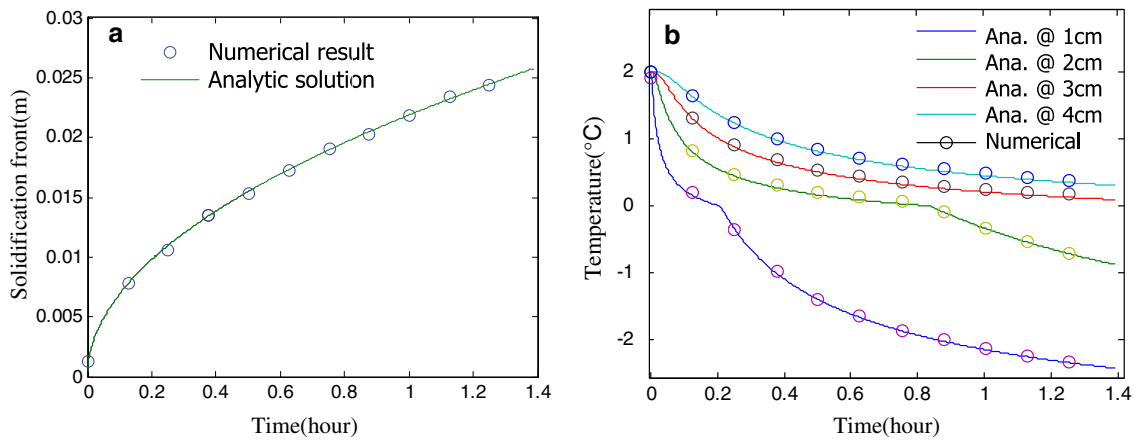 a
Numerical result
Analytic solution
Solidification front(m)
0.03
0.025
0.02
0.015
0.01
0.005
0
0 0.2 0.4 0.6 0.8 1 1.2 1.4
Time(hour)
b
Ana. @ 1cm
Ana. @ 2cm
Ana. @ 3cm
Ana. @ 4cm
Numerical
Temperature(°C)
2
1
0
-1
-2
0 0.2 0.4 0.6 0.8 1 1.2 1.4
Time(hour)